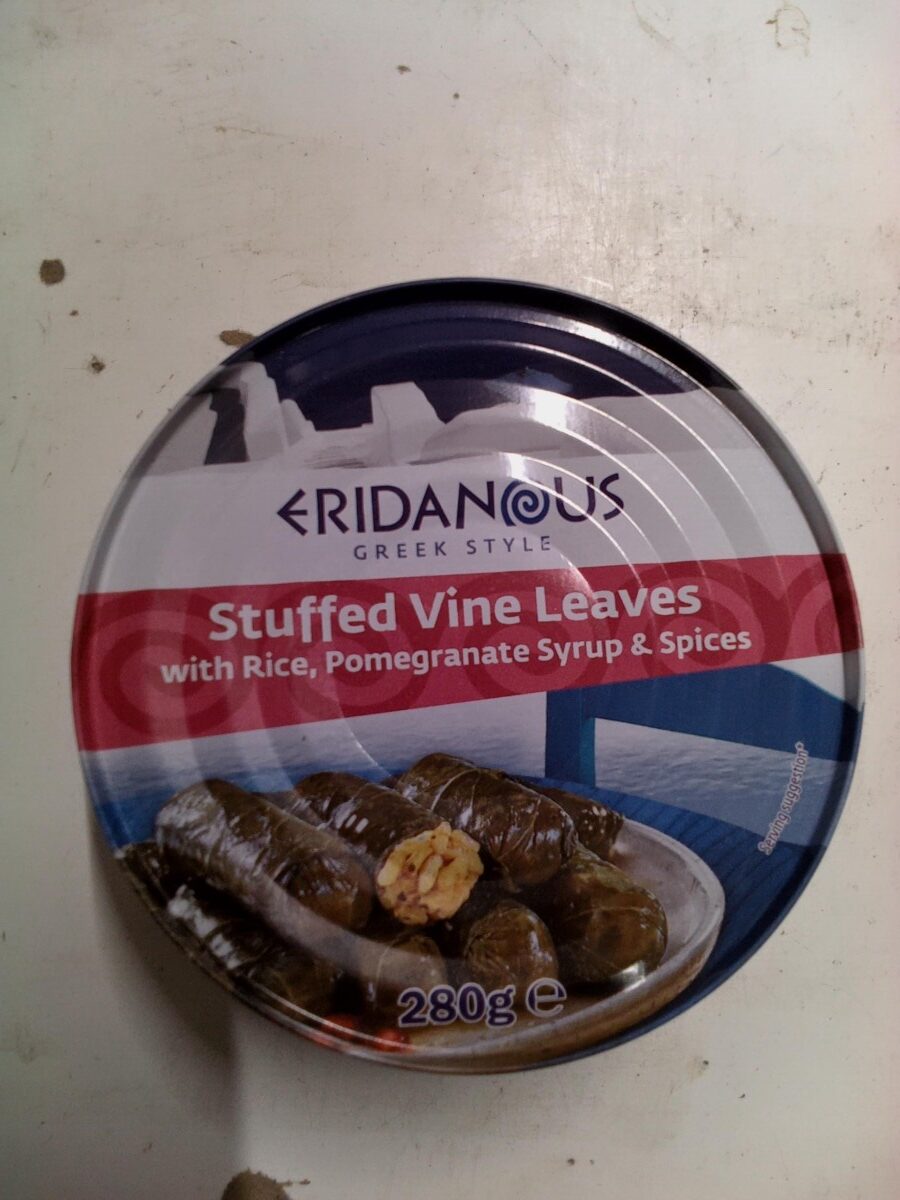 ERIDANOUS
GREEK STYLE
Stuffed Vine Leaves
with Rice, Pomegranate Syrup & Spices
Serving suggestion*
280g ℮